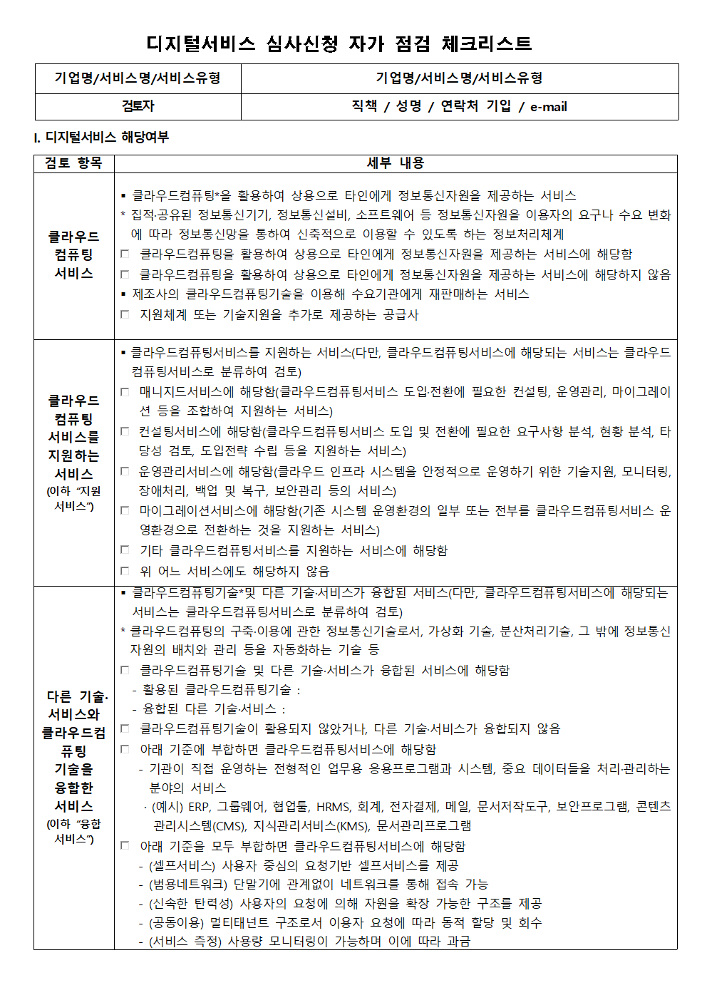 디지털서비스 심사신청 자가 점검 체크리스트
기업명/서비스명/서비스유형 기업명/서비스명/서비스유형
검토자 직책 / 성명 / 연락처 기입 / e-mail
I. 디지털서비스 해당여부
검토 항목 세부 내용
클라우드
컴퓨팅
서비스
▪ 클라우드컴퓨팅*을 활용하여 상용으로 타인에게 정보통신자원을 제공하는 서비스
* 집적·공유된 정보통신기기, 정보통신설비, 소프트웨어 등 정보통신자원을 이용자의 요구나 수요 변화
에 따라 정보통신망을 통하여 신축적으로 이용할 수 있도록 하는 정보처리체계
□ 클라우드컴퓨팅을 활용하여 상용으로 타인에게 정보통신자원을 제공하는 서비스에 해당함
□ 클라우드컴퓨팅을 활용하여 상용으로 타인에게 정보통신자원을 제공하는 서비스에 해당하지 않음
▪ 제조사의 클라우드컴퓨팅기술을 이용해 수요기관에게 재판매하는 서비스
□ 지원체계 또는 기술지원을 추가로 제공하는 공급사
클라우드
컴퓨팅
서비스를
지원하는
서비스
(이하 “지원
서비스”)
▪ 클라우드컴퓨팅서비스를 지원하는 서비스(다만, 클라우드컴퓨팅서비스에 해당되는 서비스는 클라우드
컴퓨팅서비스로 분류하여 검토)
□ 매니지드서비스에 해당함(클라우드컴퓨팅서비스 도입·전환에 필요한 컨설팅, 운영관리, 마이그레이
션 등을 조합하여 지원하는 서비스)
□ 컨설팅서비스에 해당함(클라우드컴퓨팅서비스 도입 및 전환에 필요한 요구사항 분석, 현황 분석, 타
당성 검토, 도입전략 수립 등을 지원하는 서비스)
□ 운영관리서비스에 해당함(클라우드 인프라 시스템을 안정적으로 운영하기 위한 기술지원, 모니터링,
장애처리, 백업 및 복구, 보안관리 등의 서비스)
□ 마이그레이션서비스에 해당함(기존 시스템 운영환경의 일부 또는 전부를 클라우드컴퓨팅서비스 운
영환경으로 전환하는 것을 지원하는 서비스)
□ 기타 클라우드컴퓨팅서비스를 지원하는 서비스에 해당함
□ 위 어느 서비스에도 해당하지 않음
다른 기술·
서비스와
클라우드컴
퓨팅
기술을
융합한
서비스
(이하 “융합
서비스”)
▪ 클라우드컴퓨팅기술*및 다른 기술·서비스가 융합된 서비스(다만, 클라우드컴퓨팅서비스에 해당되는
서비스는 클라우드컴퓨팅서비스로 분류하여 검토)
* 클라우드컴퓨팅의 구축·이용에 관한 정보통신기술로서, 가상화 기술, 분산처리기술, 그 밖에 정보통신
자원의 배치와 관리 등을 자동화하는 기술 등
□ 클라우드컴퓨팅기술 및 다른 기술·서비스가 융합된 서비스에 해당함
- 활용된 클라우드컴퓨팅기술 :
- 융합된 다른 기술·서비스 :
□ 클라우드컴퓨팅기술이 활용되지 않았거나, 다른 기술·서비스가 융합되지 않음
□ 아래 기준에 부합하면 클라우드컴퓨팅서비스에 해당함
- 기관이 직접 운영하는 전형적인 업무용 응용프로그램과 시스템, 중요 데이터들을 처리·관리하는
분야의 서비스
· (예시) ERP, 그룹웨어, 협업툴, HRMS, 회계, 전자결제, 메일, 문서저작도구, 보안프로그램, 콘텐츠
관리시스템(CMS), 지식관리서비스(KMS), 문서관리프로그램
□ 아래 기준을 모두 부합하면 클라우드컴퓨팅서비스에 해당함
- (셀프서비스) 사용자 중심의 요청기반 셀프서비스를 제공
- (범용네트워크) 단말기에 관계없이 네트워크를 통해 접속 가능
- (신속한 탄력성) 사용자의 요청에 의해 자원을 확장 가능한 구조를 제공
- (공동이용) 멀티태넌트 구조로서 이용자 요청에 따라 동적 할당 및 회수
- (서비스 측정) 사용량 모니터링이 가능하며 이에 따라 과금